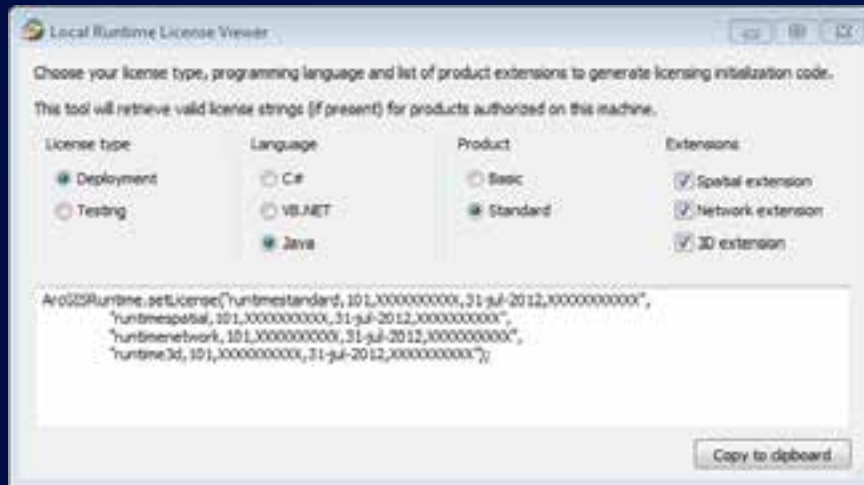 Local Runtime License Viewer
Choose your license type, programming language and list of product extensions to generate licensing initialization code.
This tool will retrieve valid license strings (if present) for products authorized on this machine.
License type
Deployment
Testing
Language
C#
VB.NET
Java
Product
Basic
Standard
Extensions
Spatial extension
Network extension
3D extension
ArcGISRuntime.setLicense("runtimestandard,101,XXXXXXXXXX,31-jul-2012,XXXXXXXXXXX",
"runtimespatial,101,XXXXXXXXXX,31-jul-2012,XXXXXXXXXXX",
"runtimenetwork,101,XXXXXXXXXX,31-jul-2012,XXXXXXXXXXX",
"runtime3d,101,XXXXXXXXXX,31-jul-2012,XXXXXXXXXXX");
Copy to clipboard